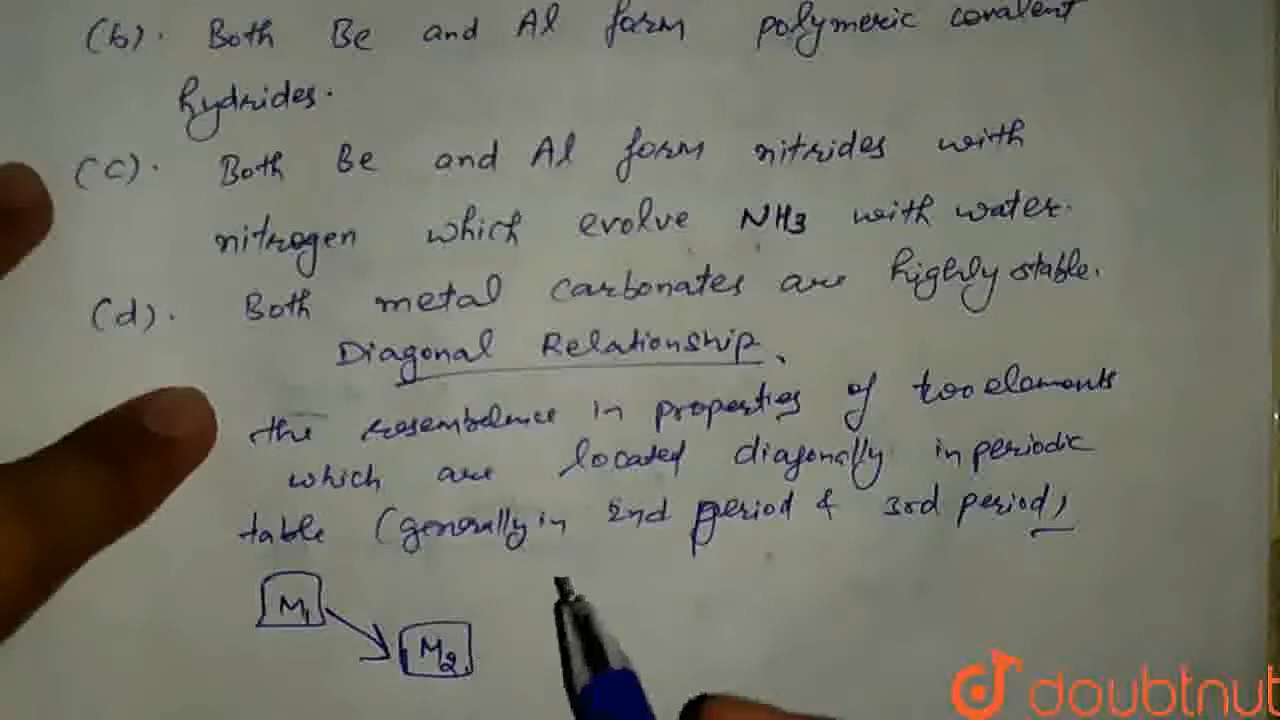 (b). Both Be and Al form polymeric covalent
hydrides.
(c). Both Be and Al form nitrides with
nitrogen which evolve NH3 with water.
(d). Both metal carbonates are highly stable.
Diagonal Relationship.
the resembelence in properties of two elements
which are located diagonally in periodic
table (generally in 2nd period & 3rd period)
M1
M2
doubtnut